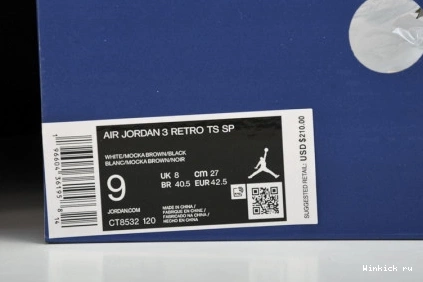 AIR JORDAN 3 RETRO TS SP
WHITE/MOCKA BROWN/BLACK
BLANC/MOCKA BROWN/NOIR
9
UK 8 cm 27
BR 40.5 EUR 42.5
JORDAN.COM
CT8532 120
MADE IN CHINA /
FABRIQUÉ EN CHINE /
FABRICADO NA CHINA /
HECHO EN CHINA
SUGGESTED RETAIL: USD $210.00
Winkick.ru